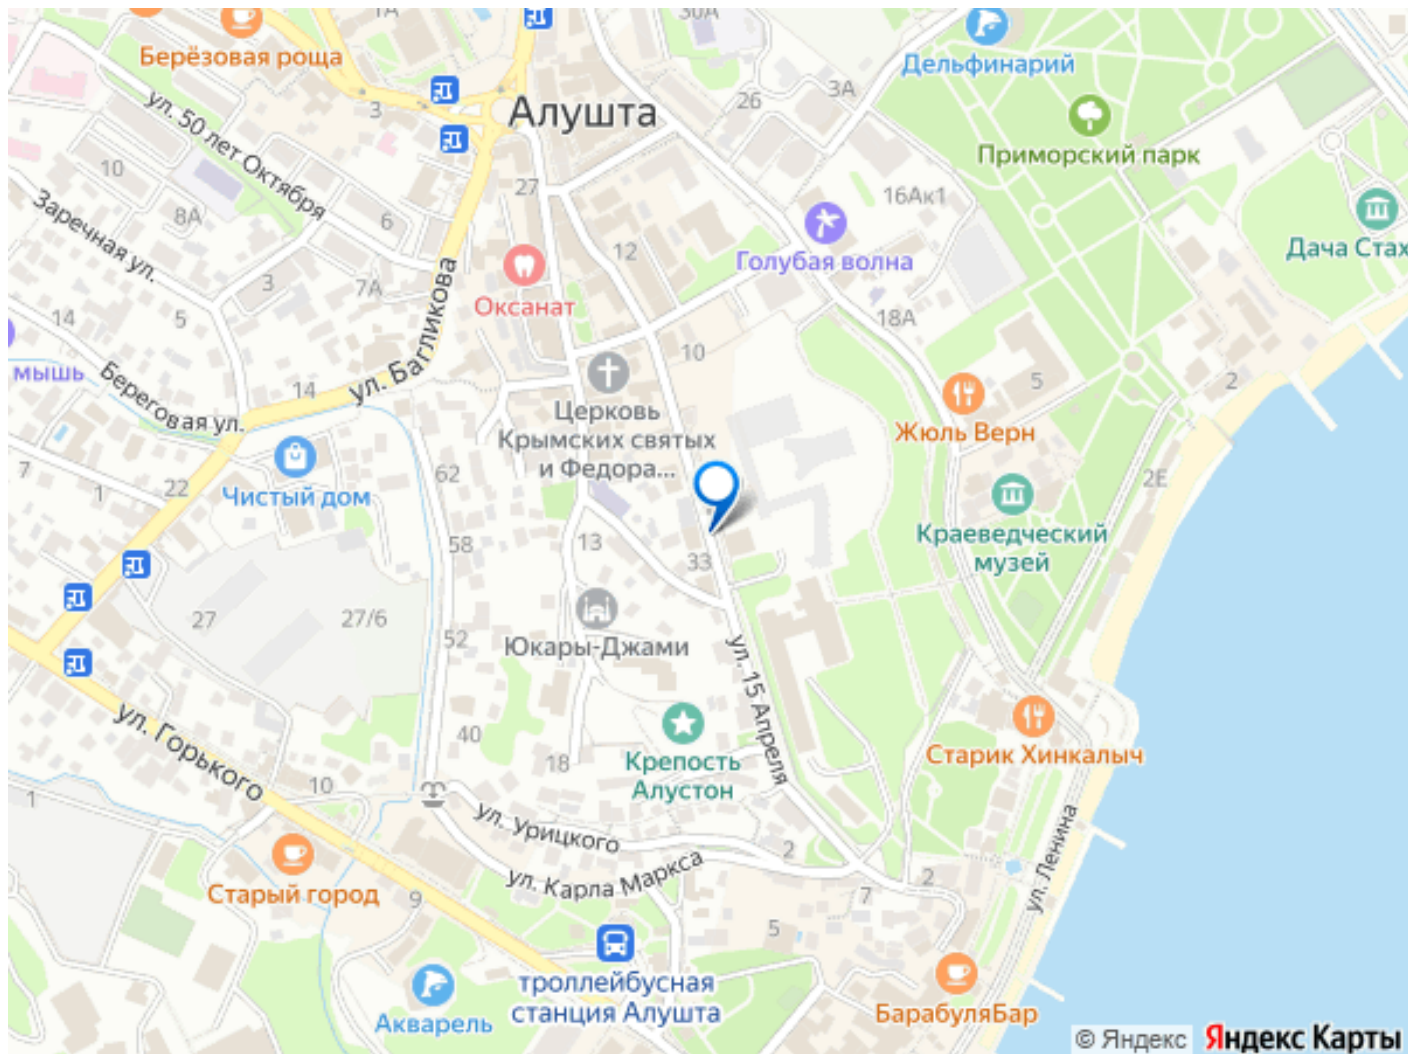 30А
Берёзовая роща
Дельфинарий
Алушта
3
26
3А
ул. 50 лет Октября
Приморский парк
10
27
16Ак1
Заречная ул.
8А
6
12
Голубая волна
Дача Стах
3
7А
Оксанат
14
5
18А
ул. Багликова
10
мышь
Береговая ул.
14
5
2
Церковь
Крымских святых
и Федора...
Жюль Верн
7
1
22
Чистый дом
62
2Е
58
13
33
Краеведческий
музей
27
27/6
52
Юкары-Джами
ул. 15 Апреля
ул. Горького
40
18
Крепость
Алустон
Старик Хинкалыч
1
10
ул. Урицкого
2
ул. Ленина
Старый город
9
ул. Карла Маркса
7
2
5
троллейбусная
станция Алушта
Акварель
БарабуляБар
© Яндекс Яндекс Карты